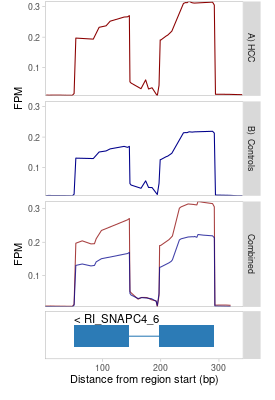 0.3
0.2
0.1
A) HCC
FPM
0.3
0.2
0.1
B) Controls
0.3
0.2
0.1
FPM
Combined
< RI_SNAPC4_6
0
100
200
300
Distance from region start (bp)